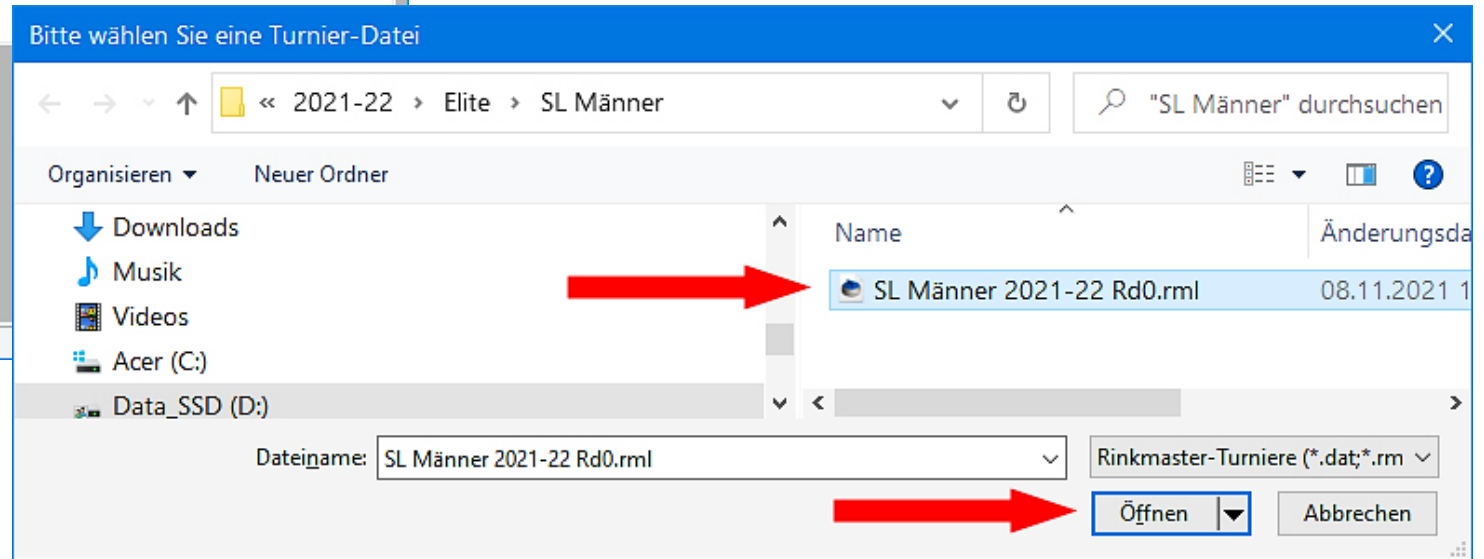 Bitte wählen Sie eine Turnier-Datei
« 2021-22 › Elite › SL Männer
"SL Männer" durchsuchen
Organisieren Neuer Ordner
Downloads
Musik
Videos
Acer (C:)
Data_SSD (D:)
Name Änderungsda
SL Männer 2021-22 Rd0.rml 08.11.2021 1
Dateiname: SL Männer 2021-22 Rd0.rml Rinkmaster-Turniere (*.dat;*.rm
Öffnen Abbrechen